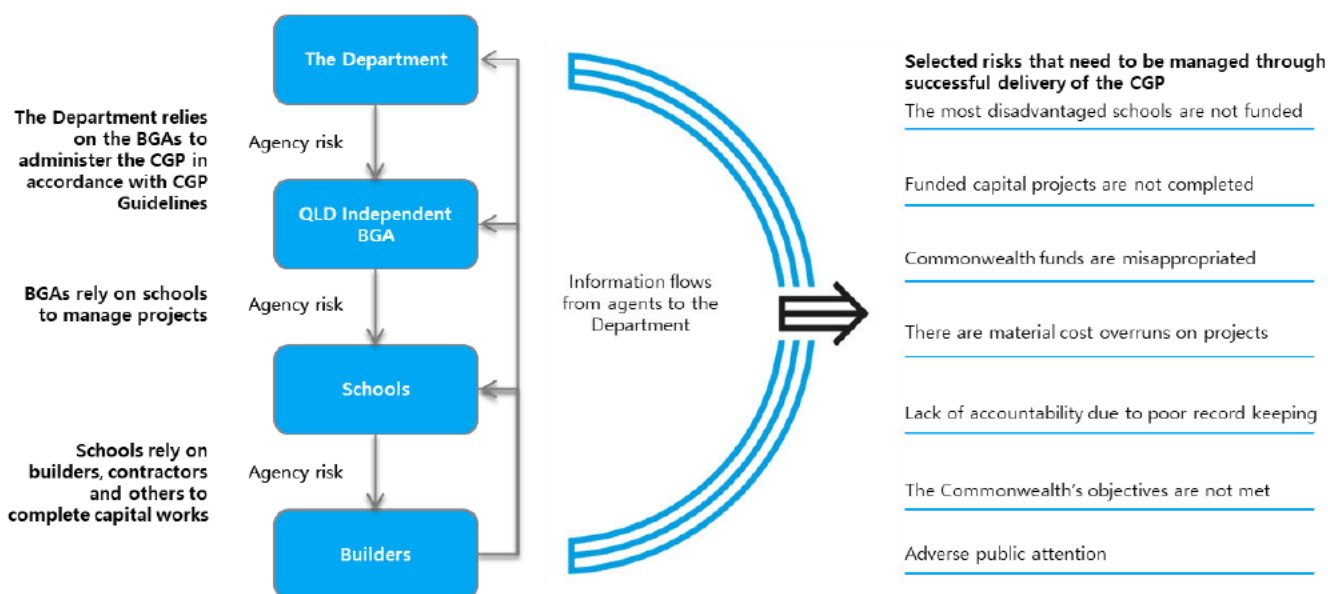 The Department
The Department relies
on the BGAs to
administer the CGP in
accordance with CGP
Guidelines
Agency risk
QLD Independent
BGA
BGAs rely on schools
to manage projects
Agency risk
Schools
Schools rely on
builders, contractors
and others to
complete capital works
Agency risk
Builders
Information flows
from agents to the
Department
Selected risks that need to be managed through
successful delivery of the CGP
The most disadvantaged schools are not funded
Funded capital projects are not completed
Commonwealth funds are misappropriated
There are material cost overruns on projects
Lack of accountability due to poor record keeping
The Commonwealth's objectives are not met
Adverse public attention